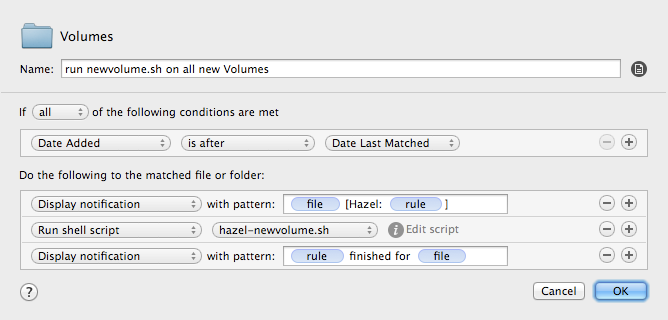 Volumes
Name: run newvolume.sh on all new Volumes
If all of the following conditions are met
Date Added is after Date Last Matched
Do the following to the matched file or folder:
Display notification with pattern: file [Hazel: rule ]
Run shell script hazel-newvolume.sh i Edit script
Display notification with pattern: rule finished for file
? Cancel OK